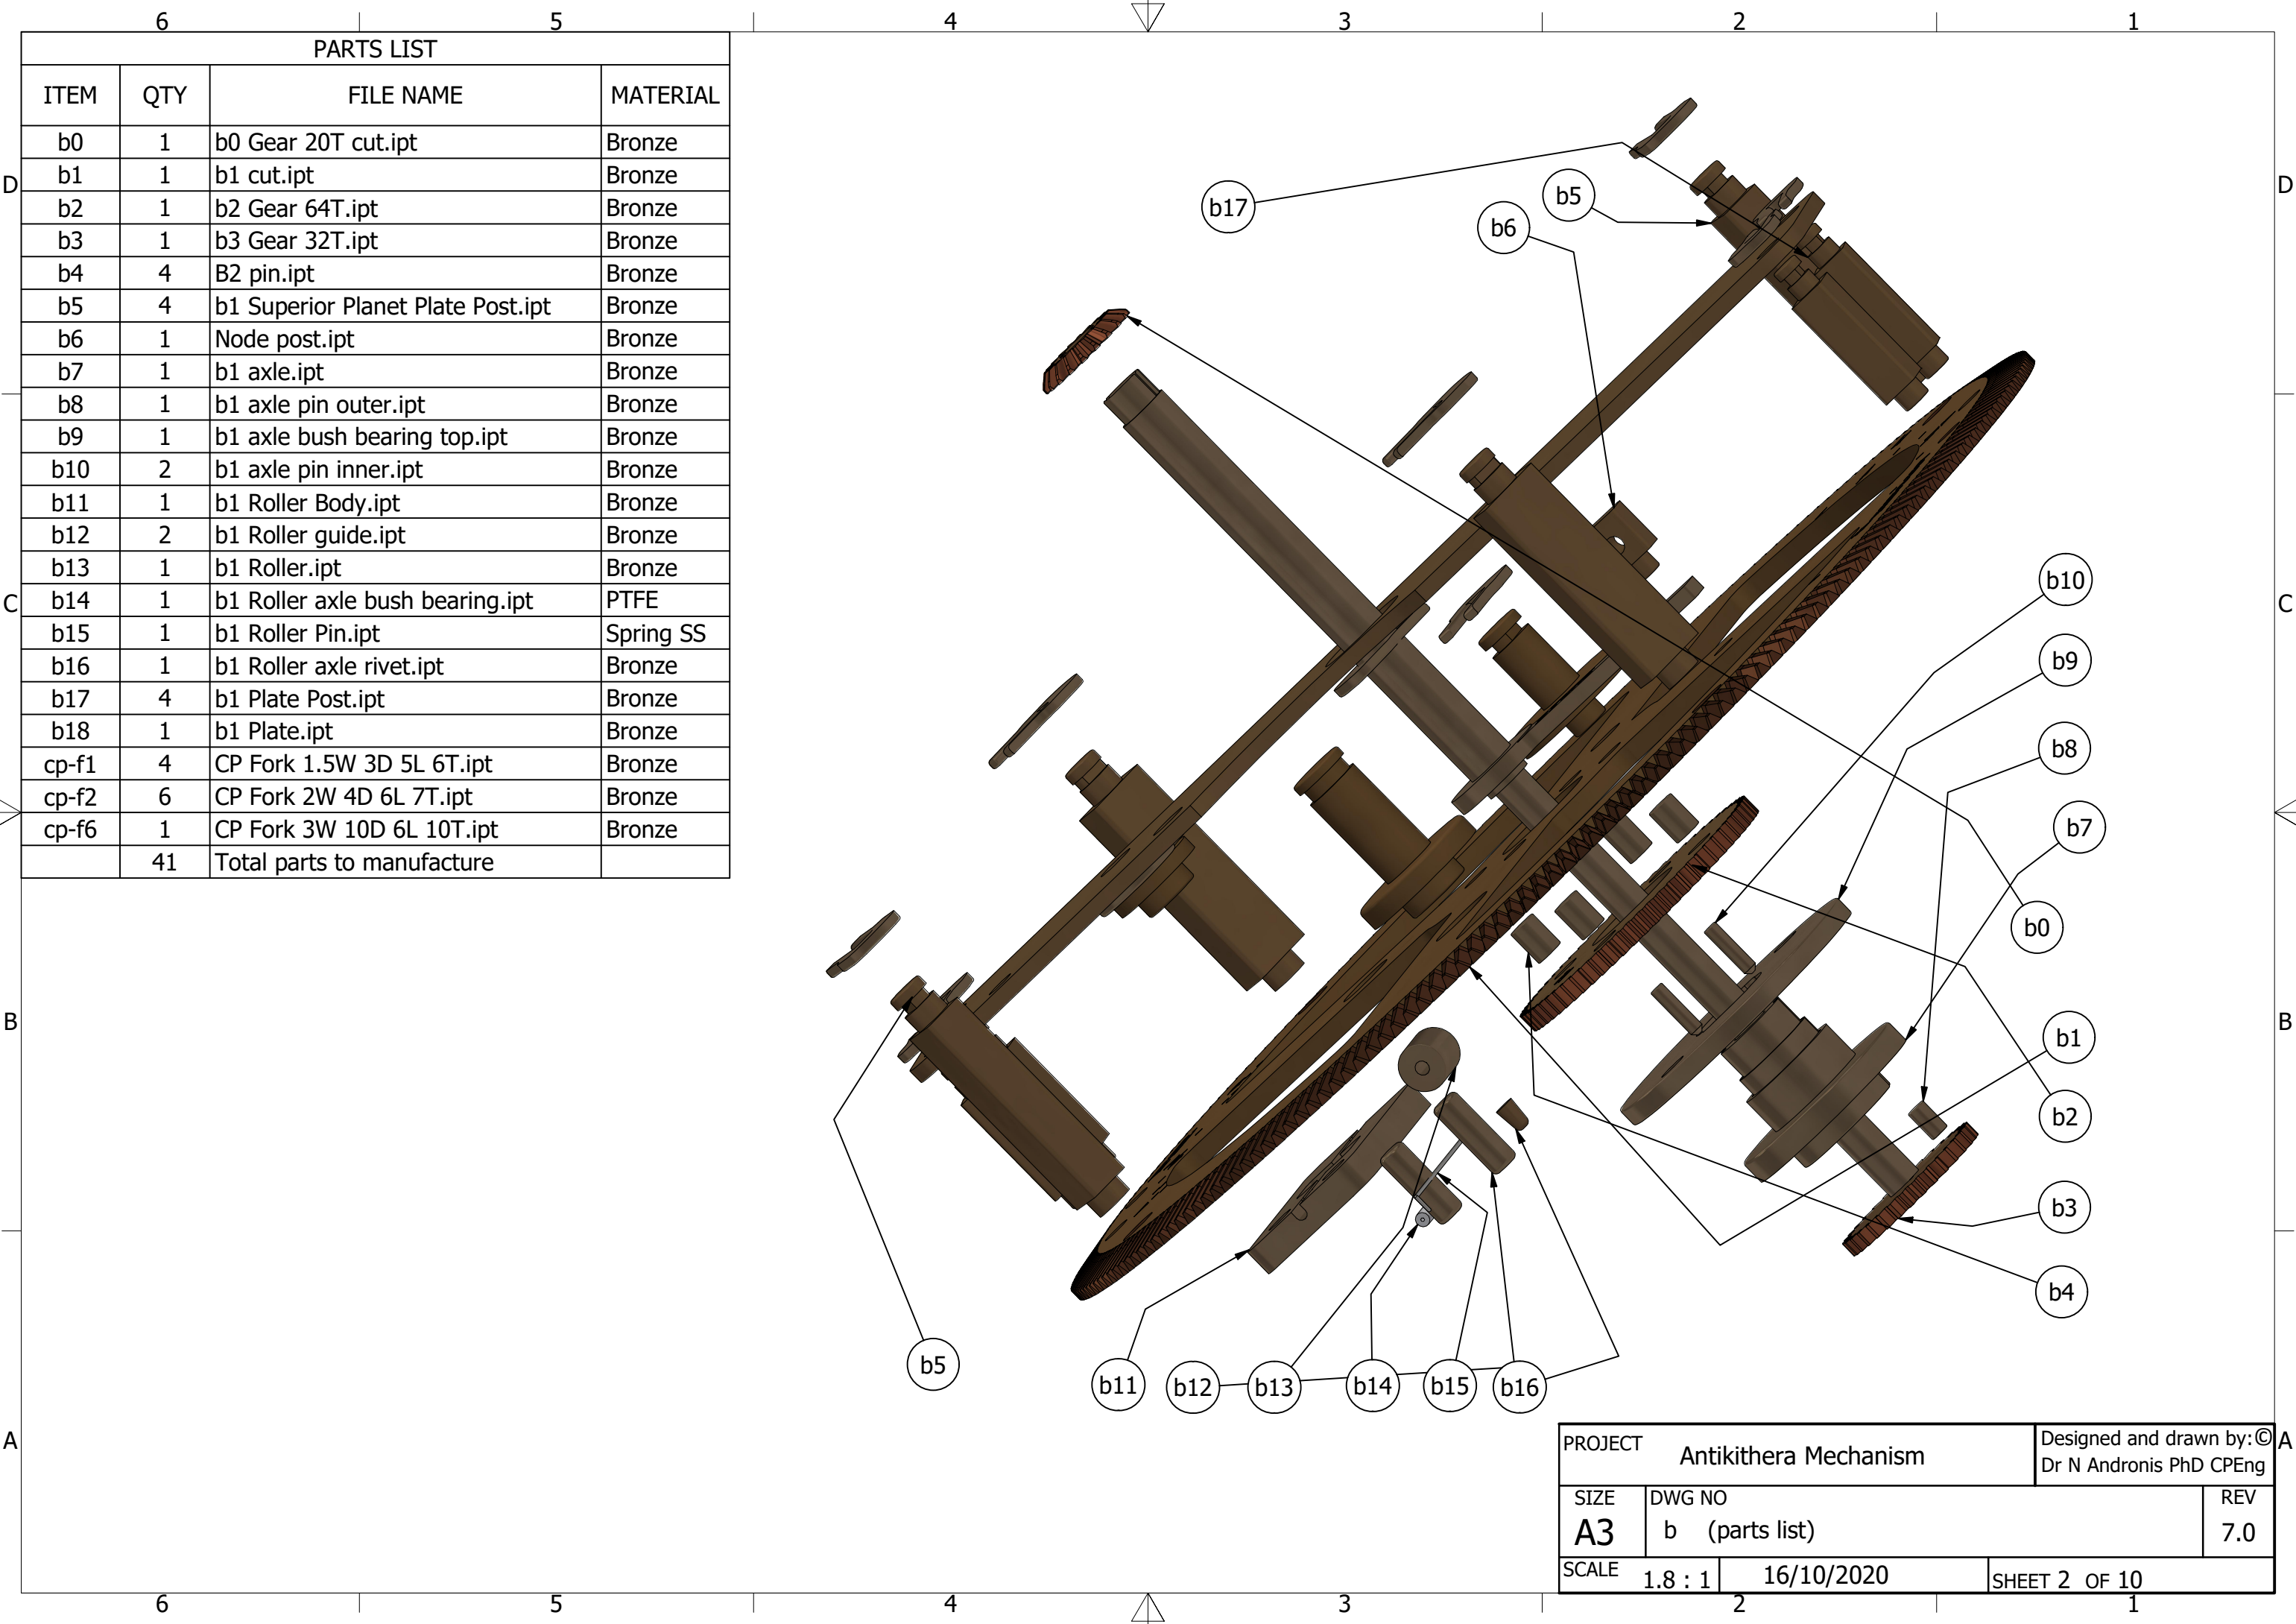 6 5 4 3 2 1
PARTS LIST
ITEM QTY FILE NAME MATERIAL
b0 1 b0 Gear 20T cut.ipt Bronze
b1 1 b1 cut.ipt Bronze
b2 1 b2 Gear 64T.ipt Bronze
b3 1 b3 Gear 32T.ipt Bronze
b4 4 B2 pin.ipt Bronze
b5 4 b1 Superior Planet Plate Post.ipt Bronze
b6 1 Node post.ipt Bronze
b7 1 b1 axle.ipt Bronze
b8 1 b1 axle pin outer.ipt Bronze
b9 1 b1 axle bush bearing top.ipt Bronze
b10 2 b1 axle pin inner.ipt Bronze
b11 1 b1 Roller Body.ipt Bronze
b12 2 b1 Roller guide.ipt Bronze
b13 1 b1 Roller.ipt Bronze
b14 1 b1 Roller axle bush bearing.ipt PTFE
b15 1 b1 Roller Pin.ipt Spring SS
b16 1 b1 Roller axle rivet.ipt Bronze
b17 4 b1 Plate Post.ipt Bronze
b18 1 b1 Plate.ipt Bronze
cp-f1 4 CP Fork 1.5W 3D 5L 6T.ipt Bronze
cp-f2 6 CP Fork 2W 4D 6L 7T.ipt Bronze
cp-f6 1 CP Fork 3W 10D 6L 10T.ipt Bronze
41 Total parts to manufacture
D
C
B
A
b17
b5
b6
b10
b9
b8
b7
b0
b1
b2
b3
b4
b5
b11 b12 b13 b14 b15 b16
D
C
B
A
PROJECT Antikithera Mechanism
Designed and drawn by:©
Dr N Andronis PhD CPEng
SIZE DWG NO REV
A3 b (parts list) 7.0
SCALE 1.8 : 1 16/10/2020 SHEET 2 OF 10
6 5 4 3 2 1